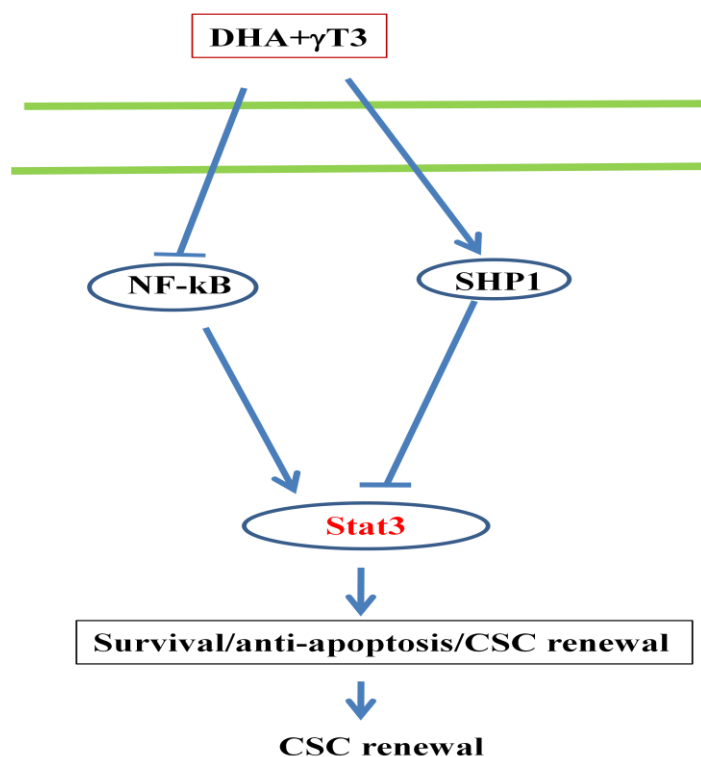 DHA+γT3
NF-kB
SHP1
Stat3
Survival/anti-apoptosis/CSC renewal
CSC renewal